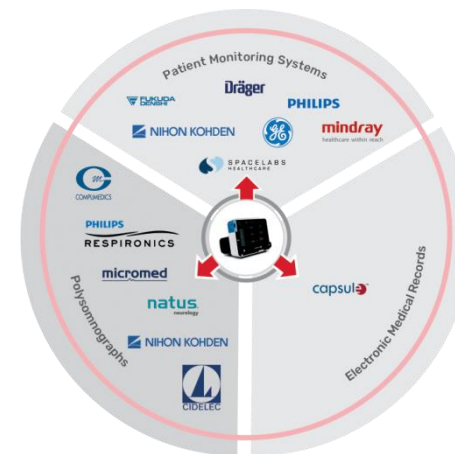 Patient Monitoring Systems
Dräger
FUKUDA
DENSHI
PHILIPS
NIHON KOHDEN
GE
mindray
healthcare within reach
SPACELABS
HEALTHCARE
COMPUMEDICS
PHILIPS
RESPIRONICS
micromed
natus
neurology
NIHON KOHDEN
CIDELEC
Polysomnographs
capsule
Electronic Medical Records